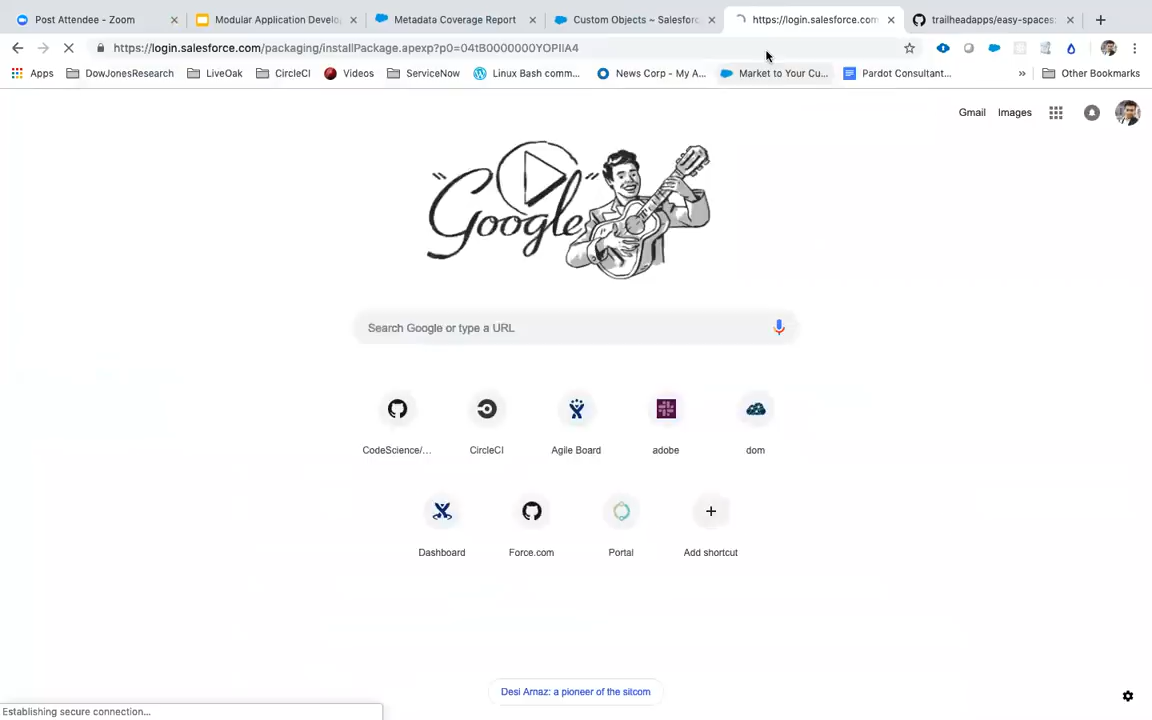 Post Attendee - Zoom
Modular Application Develo
Metadata Coverage Report
Custom Objects ~ Salesforc
https://login.salesforce.com/
trailheadapps/easy-spaces:
https://login.salesforce.com/packaging/installPackage.apexp?p0=04tB0000000YOPIIA4
Apps
DowJonesResearch
LiveOak
CircleCI
Videos
ServiceNow
Linux Bash comm...
News Corp - My A...
Market to Your Cu...
Pardot Consultant...
»
Other Bookmarks
Gmail
Images
"Google"
Search Google or type a URL
CodeScience/...
CircleCI
Agile Board
adobe
dom
Dashboard
Force.com
Portal
Add shortcut
Desi Arnaz: a pioneer of the sitcom
Establishing secure connection...